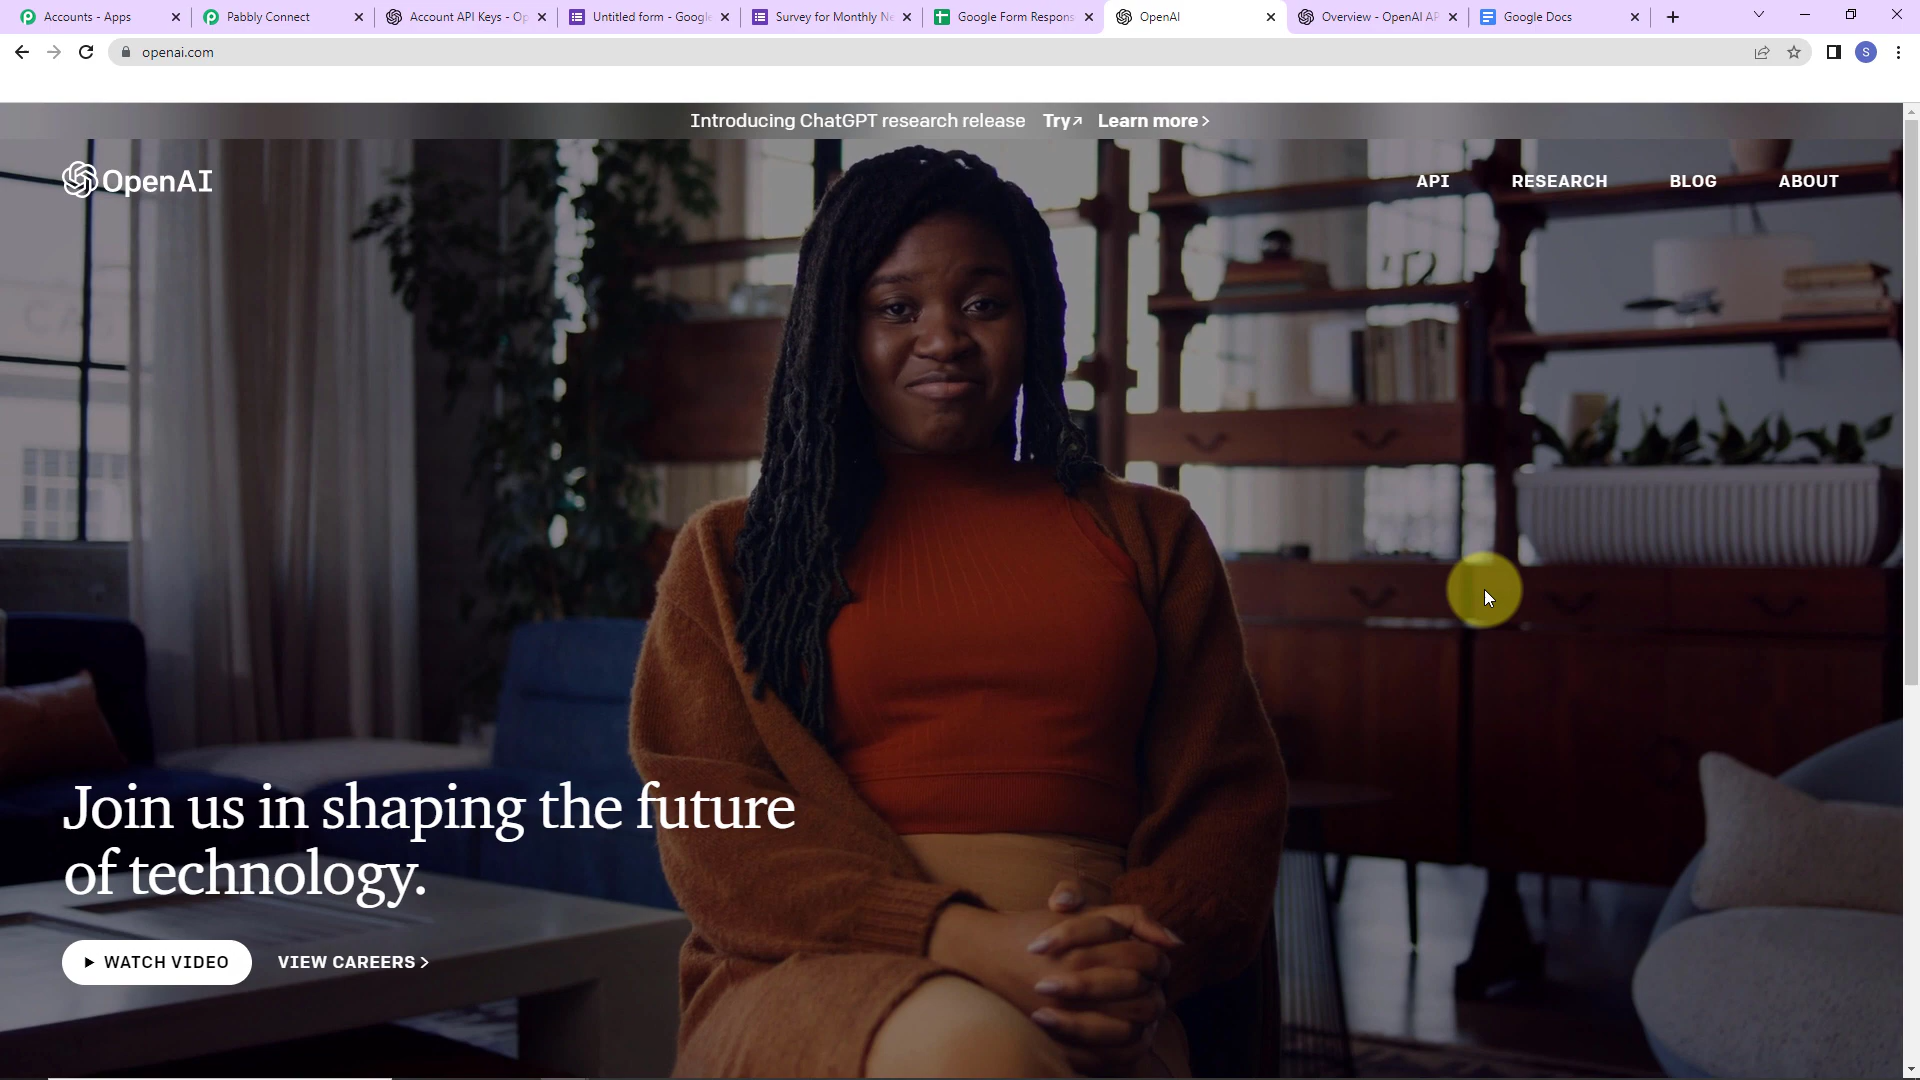 Accounts - Apps
Pabbly Connect
Account API Keys - Op
Untitled form - Google
Survey for Monthly Ne
Google Form Respons
OpenAI
Overview - OpenAI AP
Google Docs
openai.com
S
Introducing ChatGPT research release Try↗ Learn more >
OpenAI
API
RESEARCH
BLOG
ABOUT
Join us in shaping the future
of technology.
WATCH VIDEO
VIEW CAREERS >